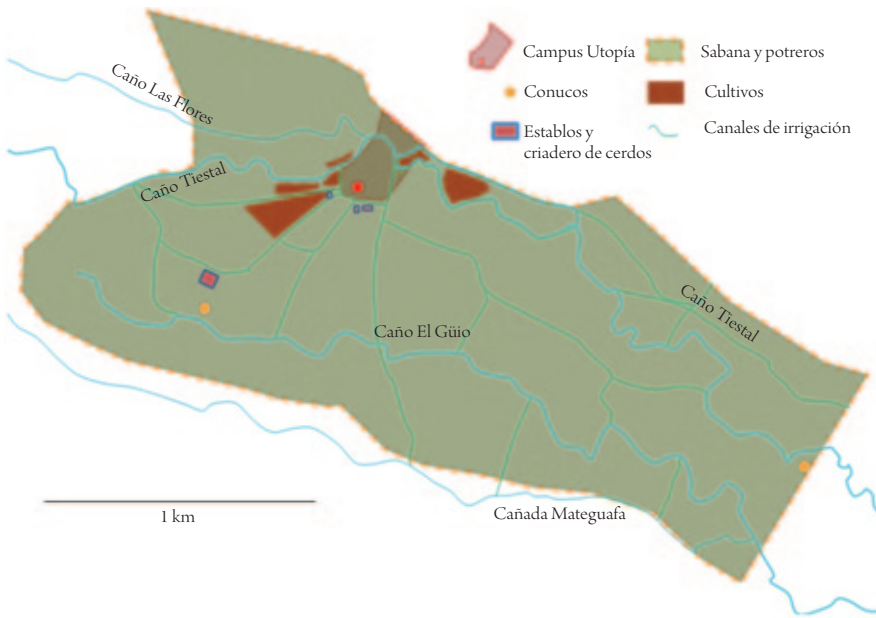 Campus Utopía
Sabana y potreros
Conucos
Cultivos
Establos y
criadero de cerdos
Canales de irrigación
Caño Las Flores
Caño Tiestal
Caño Tiestal
Caño El Güio
Cañada Mateguafa
1 km